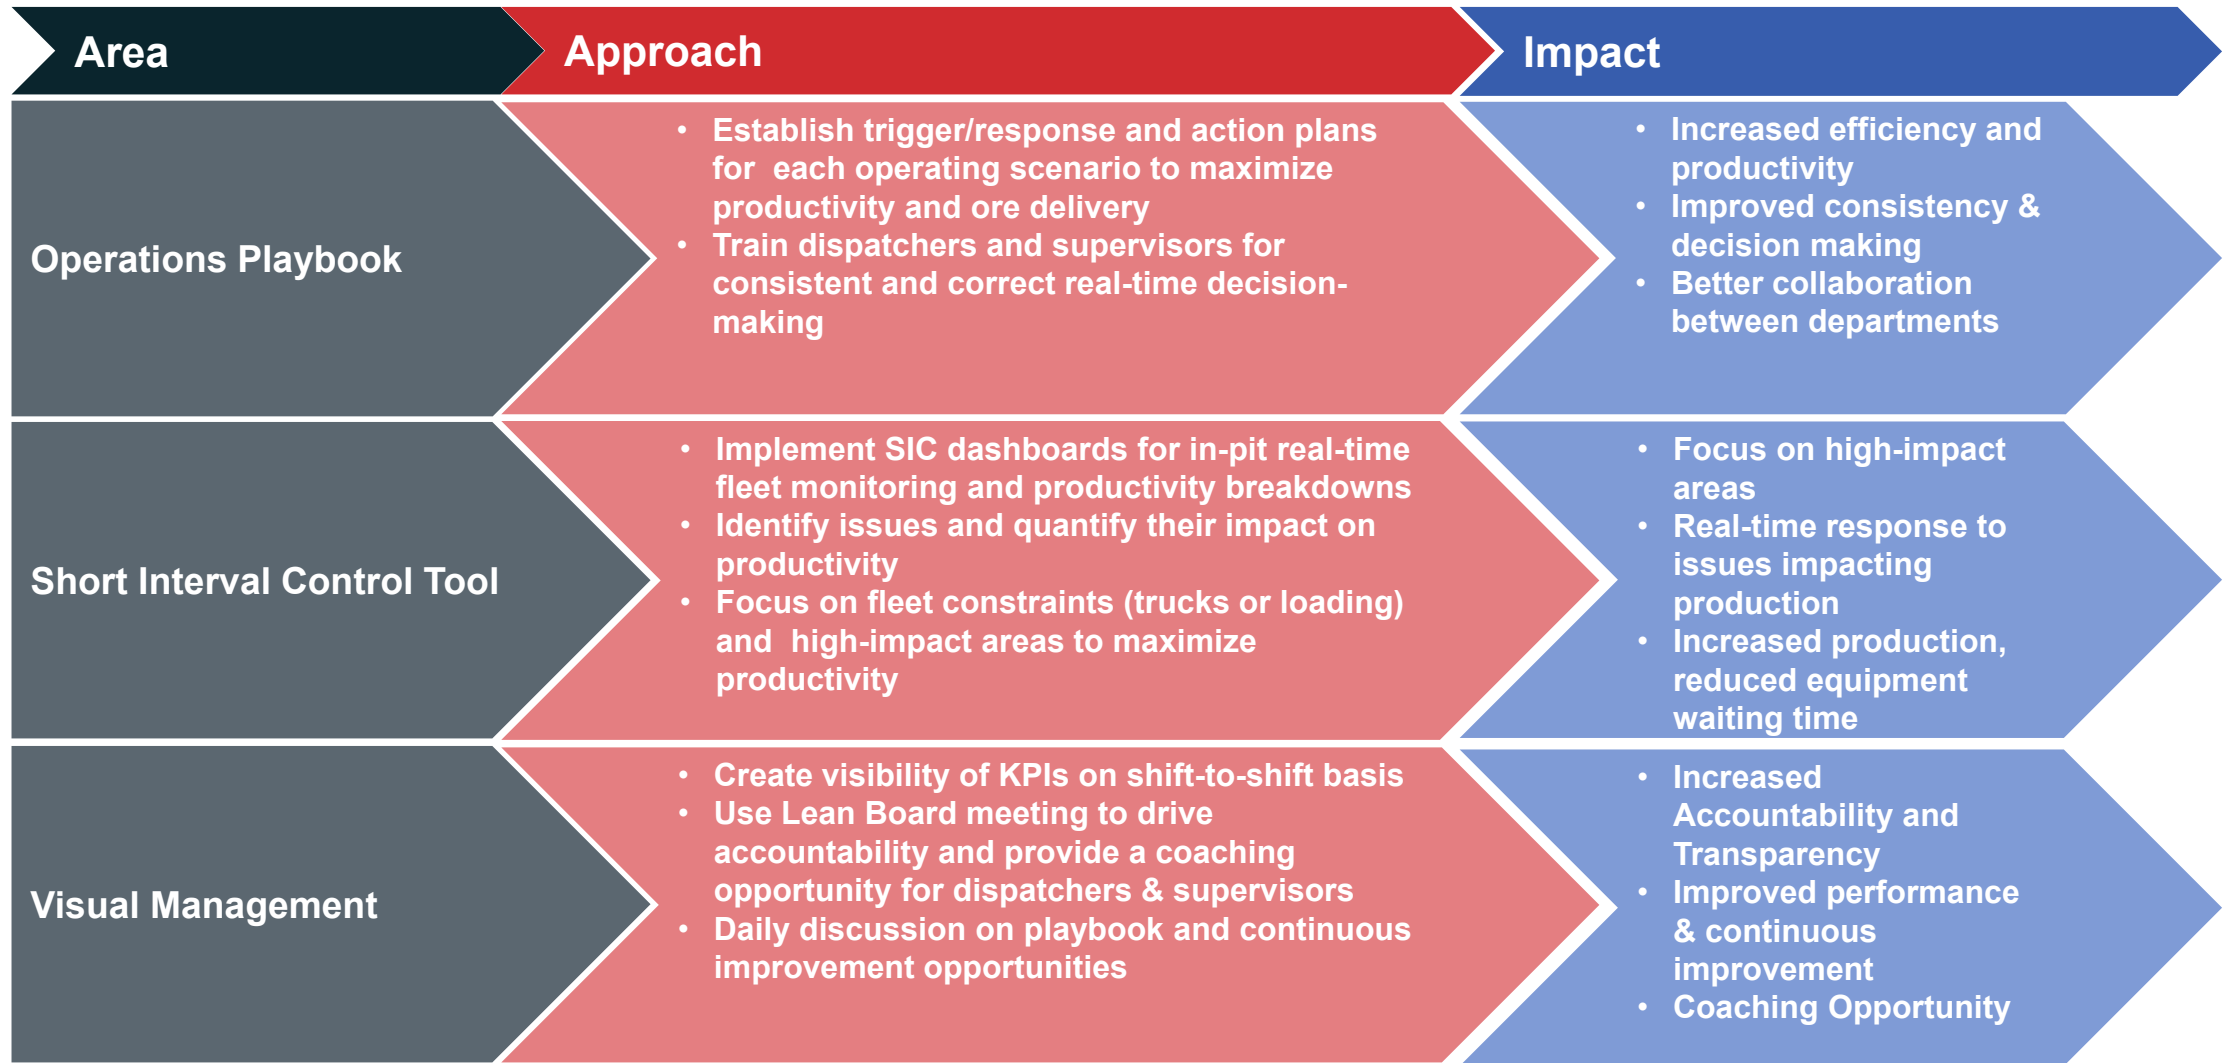 Area
Approach
Impact
Operations Playbook
• Establish trigger/response and action plans
for  each operating scenario to maximize
productivity and ore delivery
• Train dispatchers and supervisors for
consistent and correct real-time decision-
making
• Increased efficiency and
productivity
• Improved consistency &
decision making
• Better collaboration
between departments
Short Interval Control Tool
• Implement SIC dashboards for in-pit real-time
fleet monitoring and productivity breakdowns
• Identify issues and quantify their impact on
productivity
• Focus on fleet constraints (trucks or loading)
and  high-impact areas to maximize
productivity
• Focus on high-impact
areas
• Real-time response to
issues impacting
production
• Increased production,
reduced equipment
waiting time
Visual Management
• Create visibility of KPIs on shift-to-shift basis
• Use Lean Board meeting to drive
accountability and provide a coaching
opportunity for dispatchers & supervisors
• Daily discussion on playbook and continuous
improvement opportunities
• Increased
Accountability and
Transparency
• Improved performance
& continuous
improvement
• Coaching Opportunity